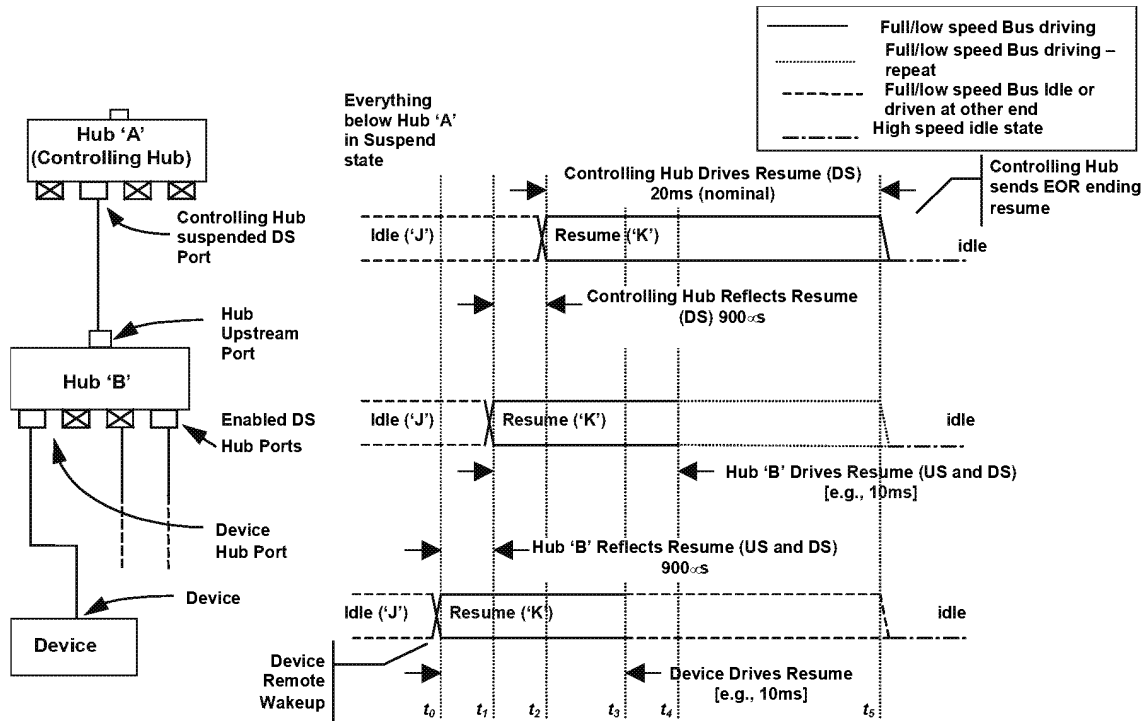 Full/low speed Bus driving
Full/low speed Bus driving –
repeat
Full/low speed Bus Idle or
driven at other end
High speed idle state
Hub ‘A’
(Controlling Hub)
Controlling Hub
suspended DS
Port
Hub
Upstream
Port
Hub ‘B’
Enabled DS
Hub Ports
Device
Hub Port
Device
Device
Everything
below Hub ‘A’
in Suspend
state
Controlling Hub Drives Resume (DS)
20ms (nominal)
Controlling Hub
sends EOR ending
resume
Idle (‘J’)
Resume (‘K’)
idle
Controlling Hub Reflects Resume
(DS) 900∝s
Idle (‘J’)
Resume (‘K’)
idle
Hub ‘B’ Drives Resume (US and DS)
[e.g., 10ms]
Hub ‘B’ Reflects Resume (US and DS)
900∝s
Idle (‘J’)
Resume (‘K’)
idle
Device
Remote
Wakeup
Device Drives Resume
[e.g., 10ms]
t0 t1 t2 t3 t4 t5